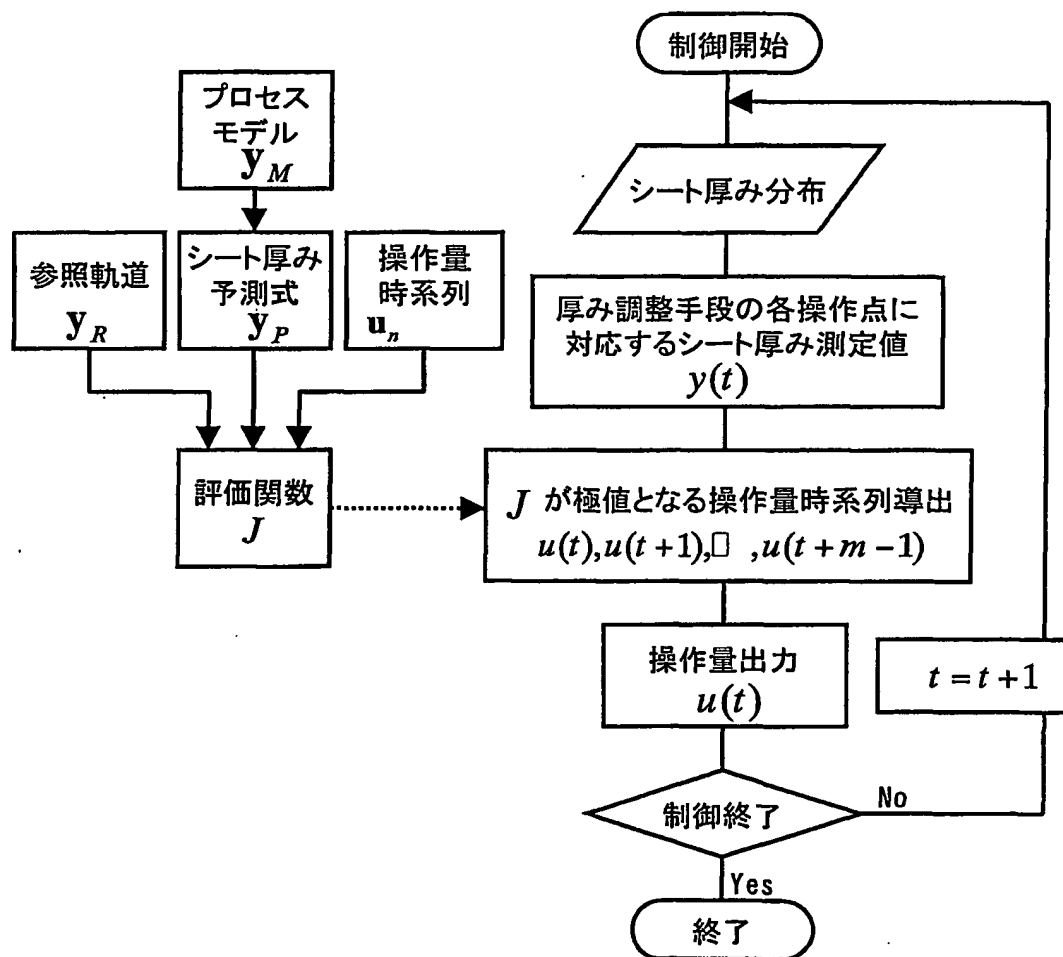 制御開始
プロセス
モデル
y_M
シート厚み分布
参照軌道
y_R
シート厚み
予測式
y_P
操作量
時系列
u_n
厚み調整手段の各操作点に
対応するシート厚み測定値
y(t)
評価関数
J
J が極値となる操作量時系列導出
u(t),u(t+1),□ ,u(t+m−1)
操作量出力
u(t)
t = t+1
制御終了
No
Yes
終了